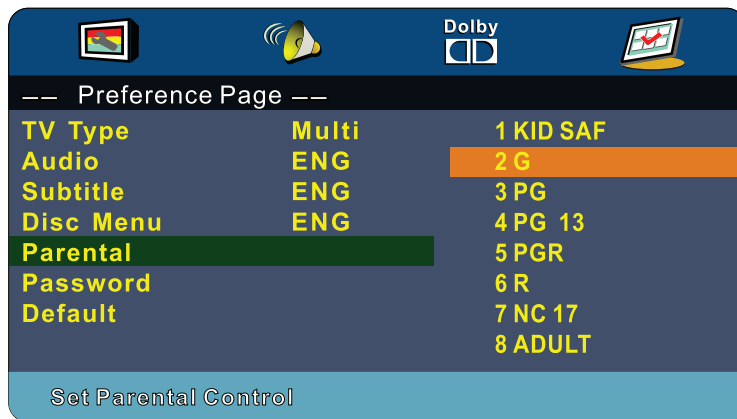 Dolby
-- Preference Page --
TV Type Multi
Audio ENG
Subtitle ENG
Disc Menu ENG
Parental
Password
Default
1 KID SAF
2 G
3 PG
4 PG 13
5 PGR
6 R
7 NC 17
8 ADULT
Set Parental Control